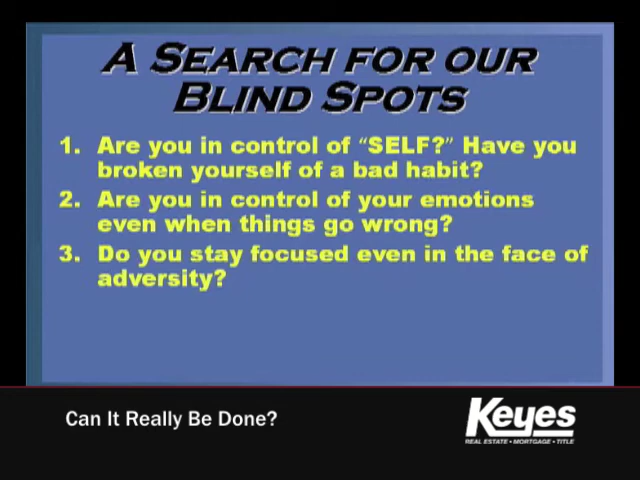 A SEARCH FOR OUR
BLIND SPOTS
1. Are you in control of “SELF?” Have you
broken yourself of a bad habit?
2. Are you in control of your emotions
even when things go wrong?
3. Do you stay focused even in the face of
adversity?
Can It Really Be Done?
Keyes
REAL ESTATE • MORTGAGE • TITLE